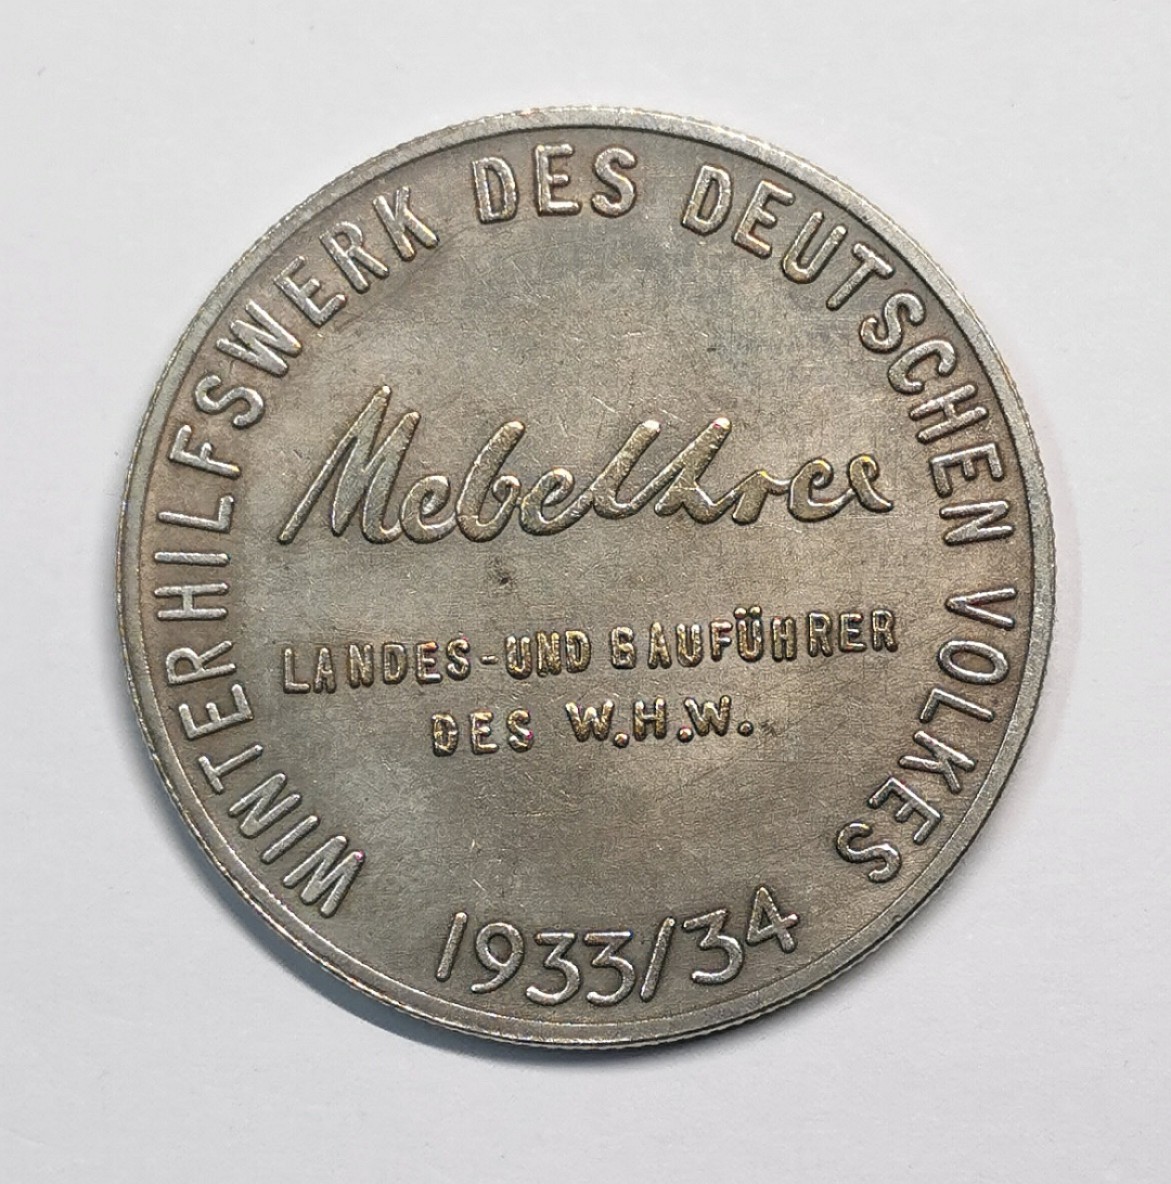 WINTERHILFSWERK DES DEUTSCHEN VOLKES
LANDES-UND GAUFÜHRER
DES W.H.W.
1933/34